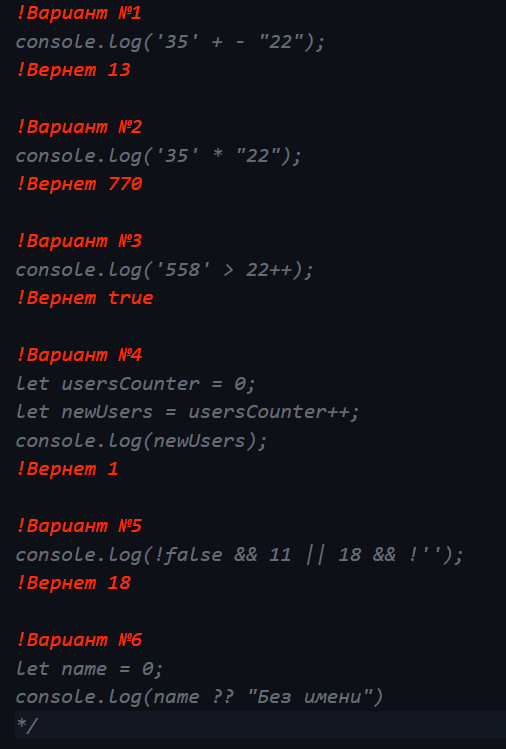 !Вариант №1
console.log('35' + - "22");
!Вернет 13
!Вариант №2
console.log('35' * "22");
!Вернет 770
!Вариант №3
console.log('558' > 22++);
!Вернет true
!Вариант №4
let usersCounter = 0;
let newUsers = usersCounter++;
console.log(newUsers);
!Вернет 1
!Вариант №5
console.log(!false && 11 || 18 && !'');
!Вернет 18
!Вариант №6
let name = 0;
console.log(name ?? "Без имени")
*/